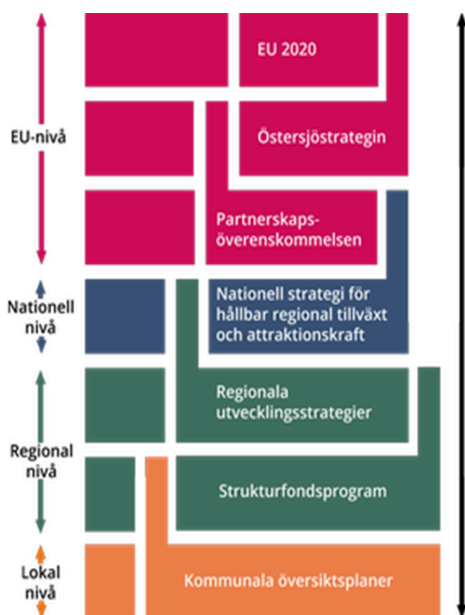 EU 2020
EU-nivå
Östersjöstrategin
Partnerskaps-
överenskommelsen
Nationell
nivå
Nationell strategi för
hållbar regional tillväxt
och attraktionskraft
Regional
nivå
Regionala
utvecklingsstrategier
Strukturfondsprogram
Lokal
nivå
Kommunala översiktsplaner